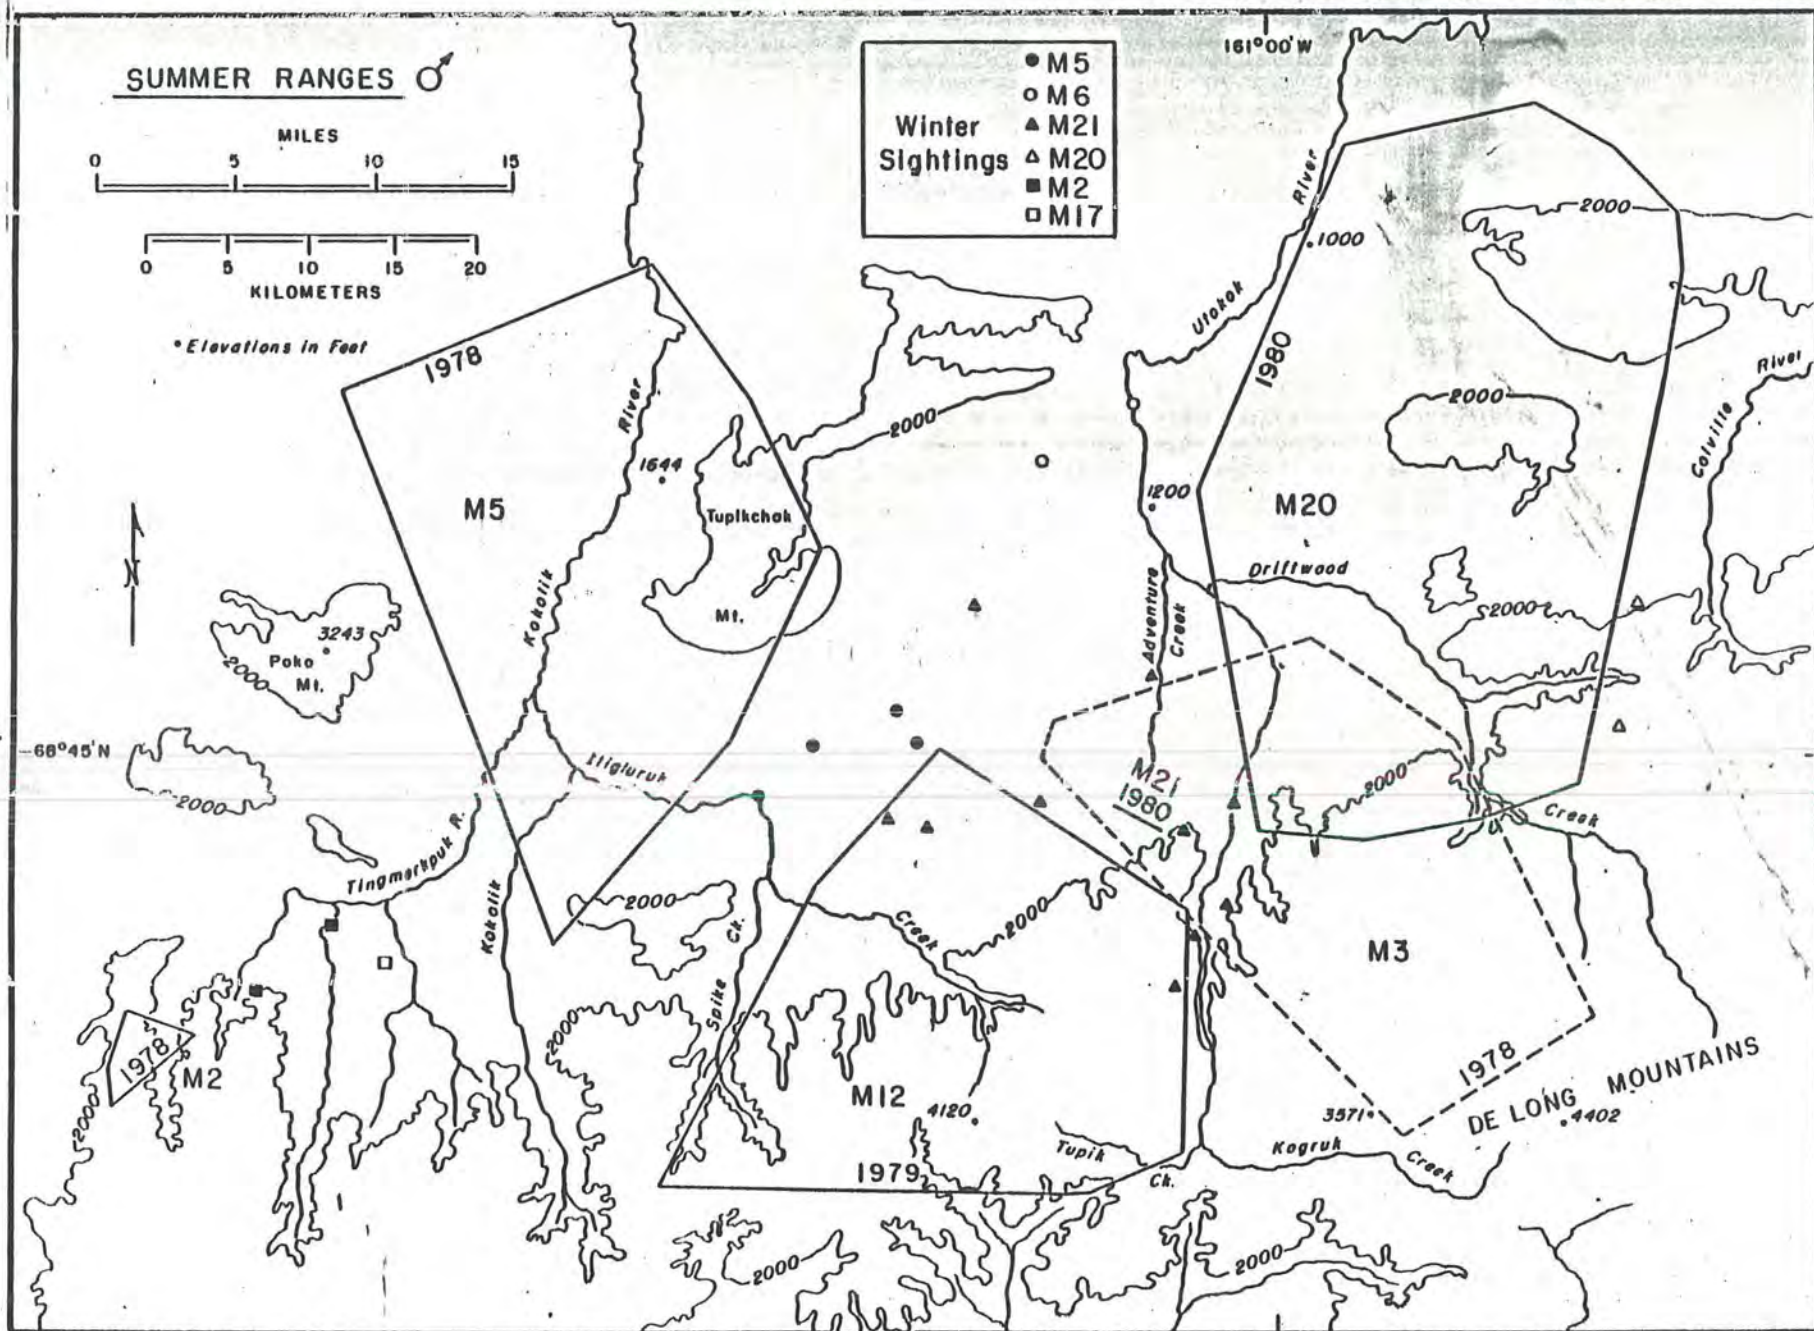 SUMMER RANGES ♂
MILES
0 5 10 15
0 5 10 15 20
KILOMETERS
•Elevations in Feet
Winter
Sightings
● M5
○ M6
▲ M21
△ M20
■ M2
□ M17
161°00'W
N
68°45'N
1978
M5
River
1644
Tupikchak
Mt.
Kokolik
3243
Poko
Mt.
2000
2000
2000
Utokok
River
1000
2000
2000
1980
M20
1200
Driftwood
Adventure
Creek
2000
Colville
River
M21
1980
2000
Creek
Iligluruk
Tingmerkpuk R.
Kokolik
2000
Spike
Ck.
Creek
2000
2000
M3
1978
M2
2000
M12
4120
1979
Tupik
Ck.
3571
Kogruk
Creek
1978
DE LONG MOUNTAINS
4402
2000
2000